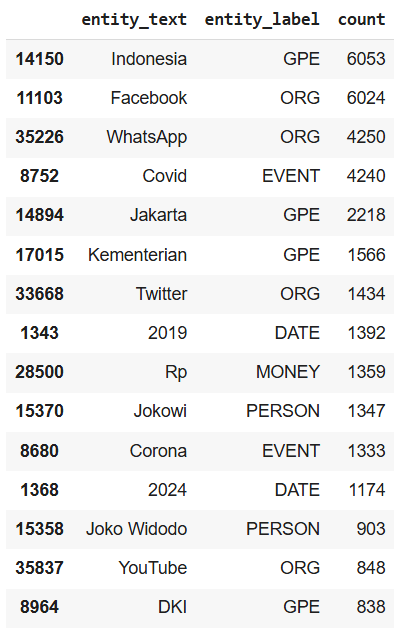 entity_text entity_label count
14150 Indonesia GPE 6053
11103 Facebook ORG 6024
35226 WhatsApp ORG 4250
8752 Covid EVENT 4240
14894 Jakarta GPE 2218
17015 Kementerian GPE 1566
33668 Twitter ORG 1434
1343 2019 DATE 1392
28500 Rp MONEY 1359
15370 Jokowi PERSON 1347
8680 Corona EVENT 1333
1368 2024 DATE 1174
15358 Joko Widodo PERSON 903
35837 YouTube ORG 848
8964 DKI GPE 838